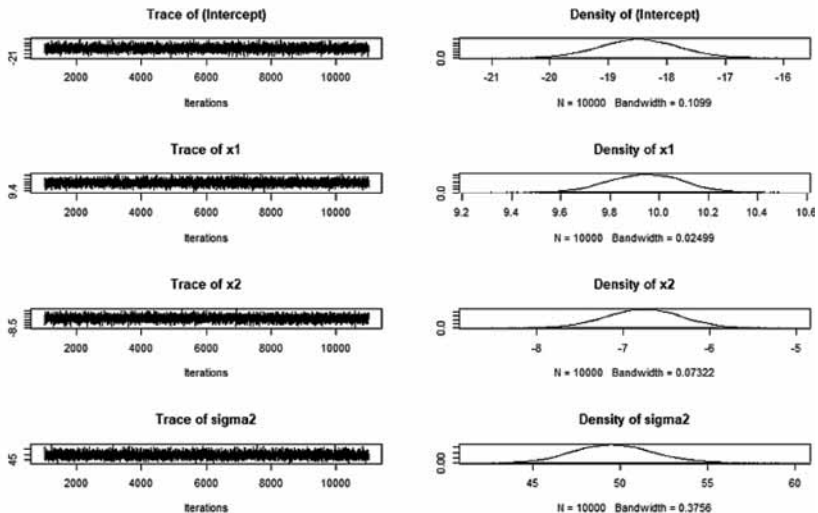 Trace of (Intercept)
-21
2000 4000 6000 8000 10000
Iterations
Density of (Intercept)
0.0
-21 -20 -19 -18 -17 -16
N = 10000 Bandwidth = 0.1099
Trace of x1
9.4
2000 4000 6000 8000 10000
Iterations
Density of x1
0.0
9.2 9.4 9.6 9.8 10.0 10.2 10.4 10.6
N = 10000 Bandwidth = 0.02499
Trace of x2
-8.5
2000 4000 6000 8000 10000
Iterations
Density of x2
0.0
-8 -7 -6 -5
N = 10000 Bandwidth = 0.07322
Trace of sigma2
45
2000 4000 6000 8000 10000
Iterations
Density of sigma2
0.00
45 50 55 60
N = 10000 Bandwidth = 0.3756